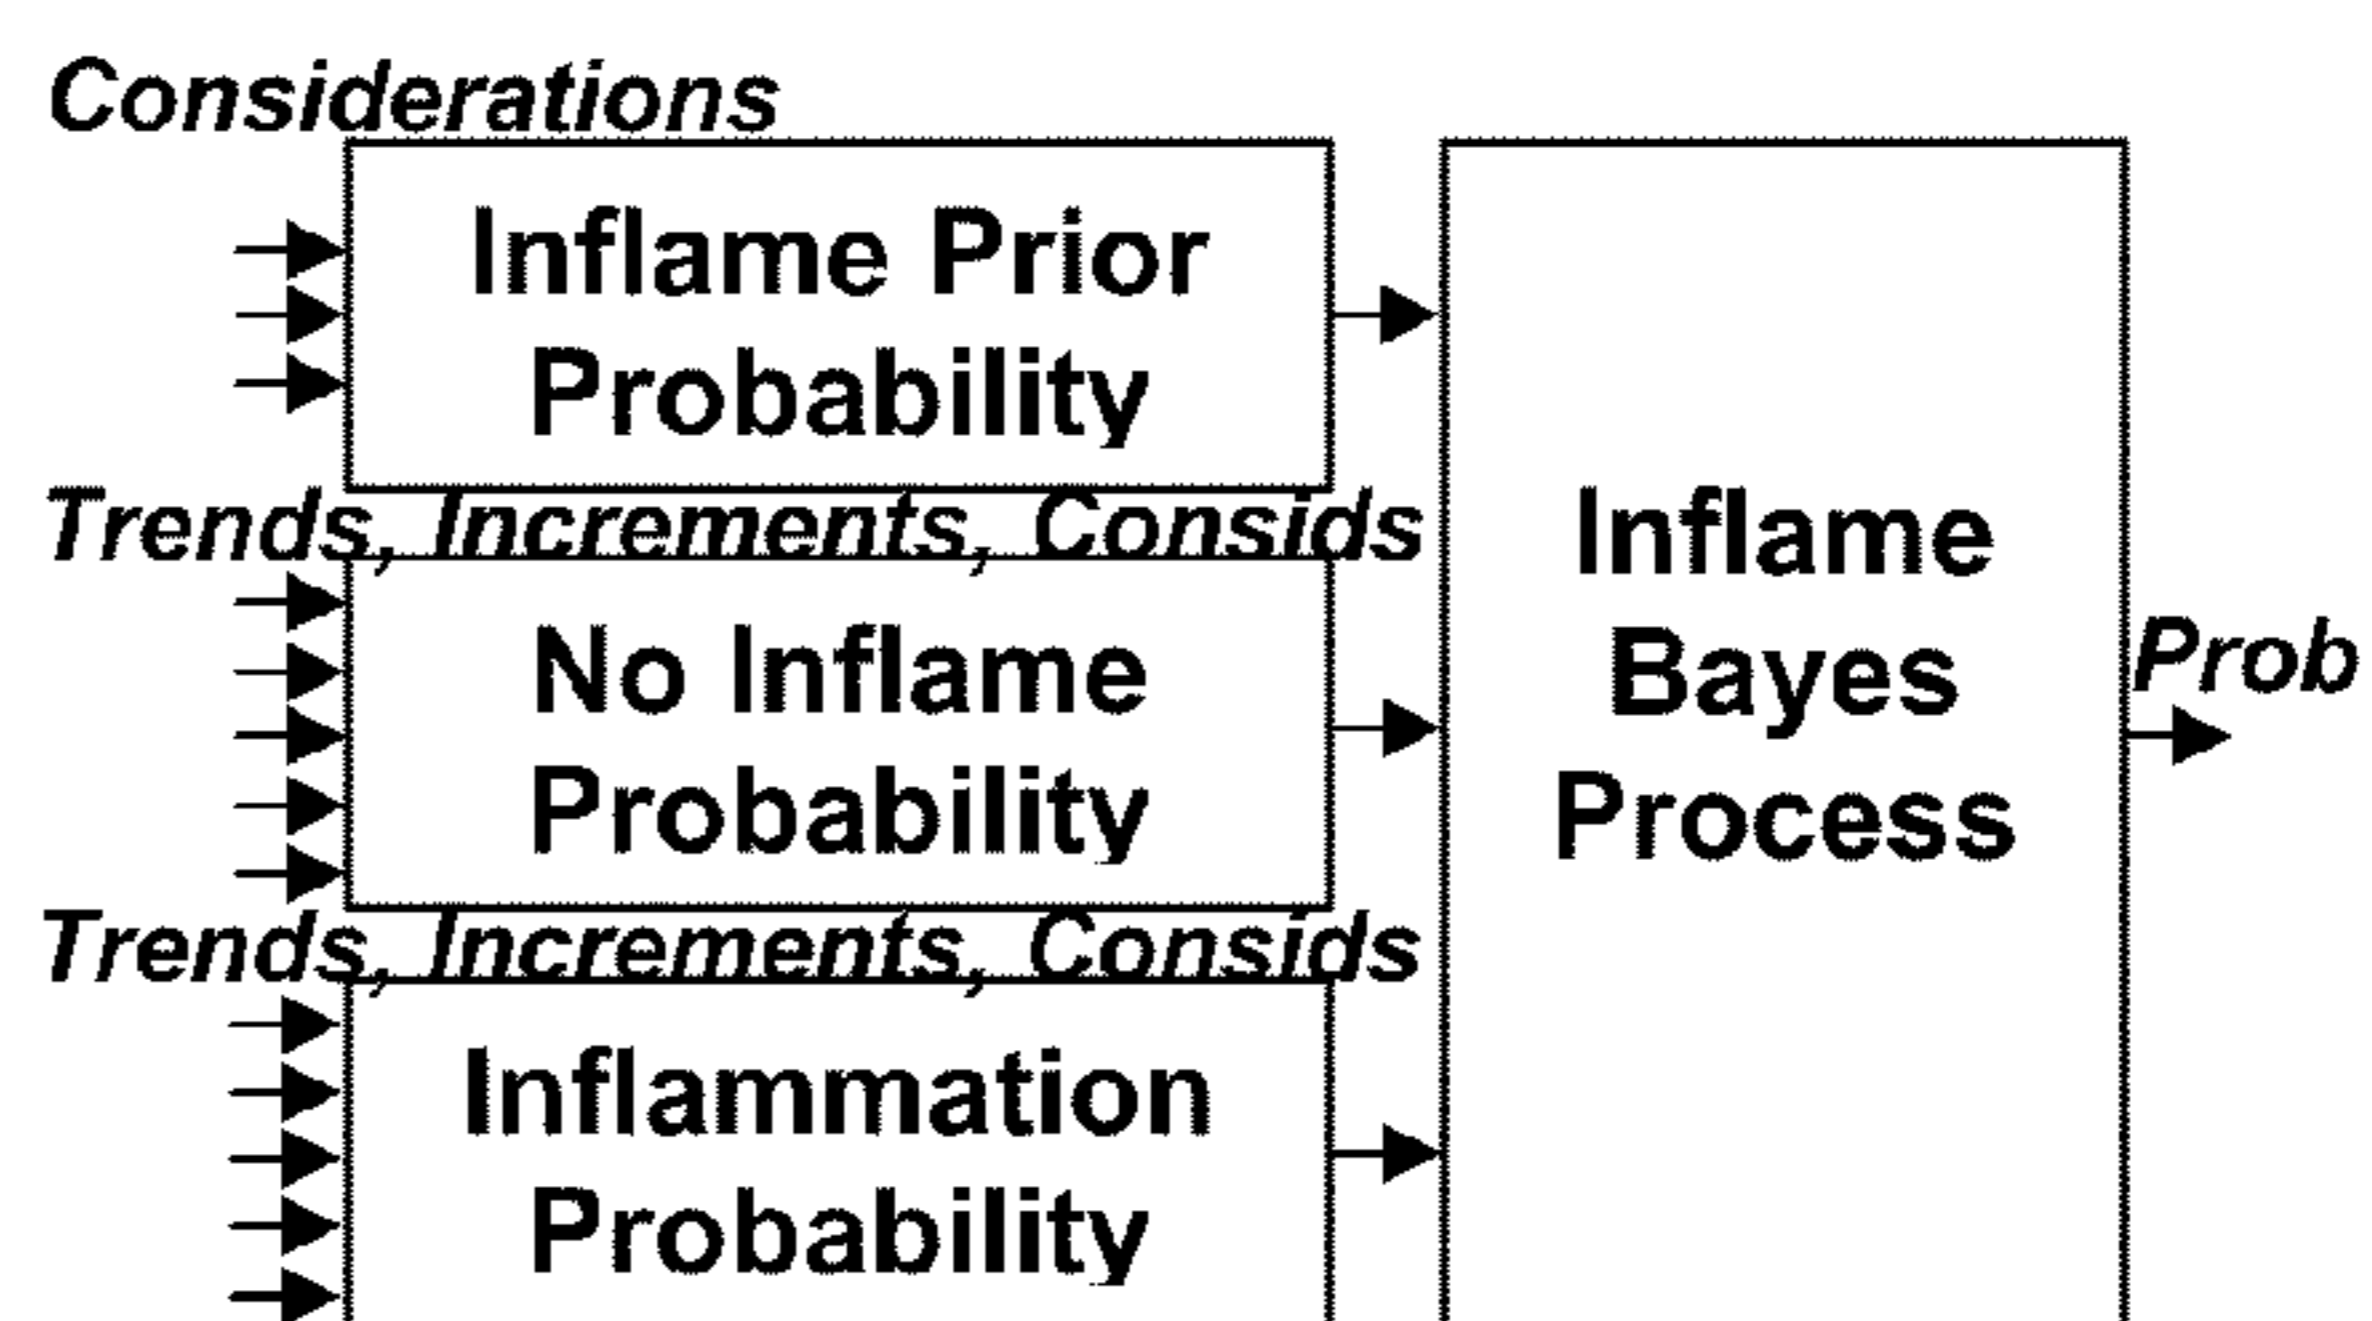 Considerations
Inflame Prior
Probability
Trends, Increments, Consids
No Inflame
Probability
Trends, Increments, Consids
Inflammation
Probability
Inflame
Bayes
Process
Prob